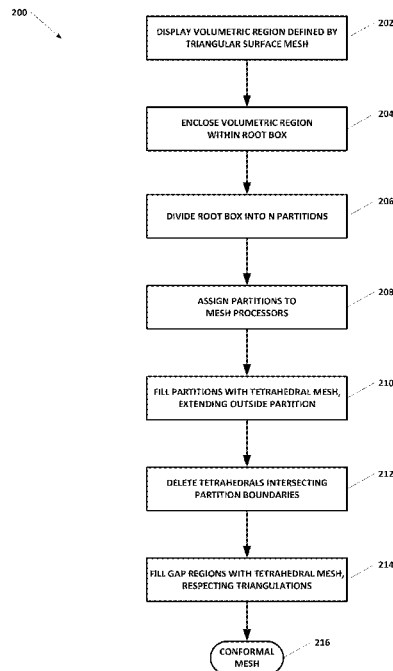 200
DISPLAY VOLUMETRIC REGION DEFINED BY
TRIANGULAR SURFACE MESH
202
ENCLOSE VOLUMETRIC REGION
WITHIN ROOT BOX
204
DIVIDE ROOT BOX INTO N PARTITIONS
206
ASSIGN PARTITIONS TO
MESH PROCESSORS
208
FILL PARTITIONS WITH TETRAHEDRAL MESH,
EXTENDING OUTSIDE PARTITION
210
DELETE TETRAHEDRALS INTERSECTING
PARTITION BOUNDARIES
212
FILL GAP REGIONS WITH TETRAHEDRAL MESH,
RESPECTING TRIANGULATIONS
214
CONFORMAL
MESH
216